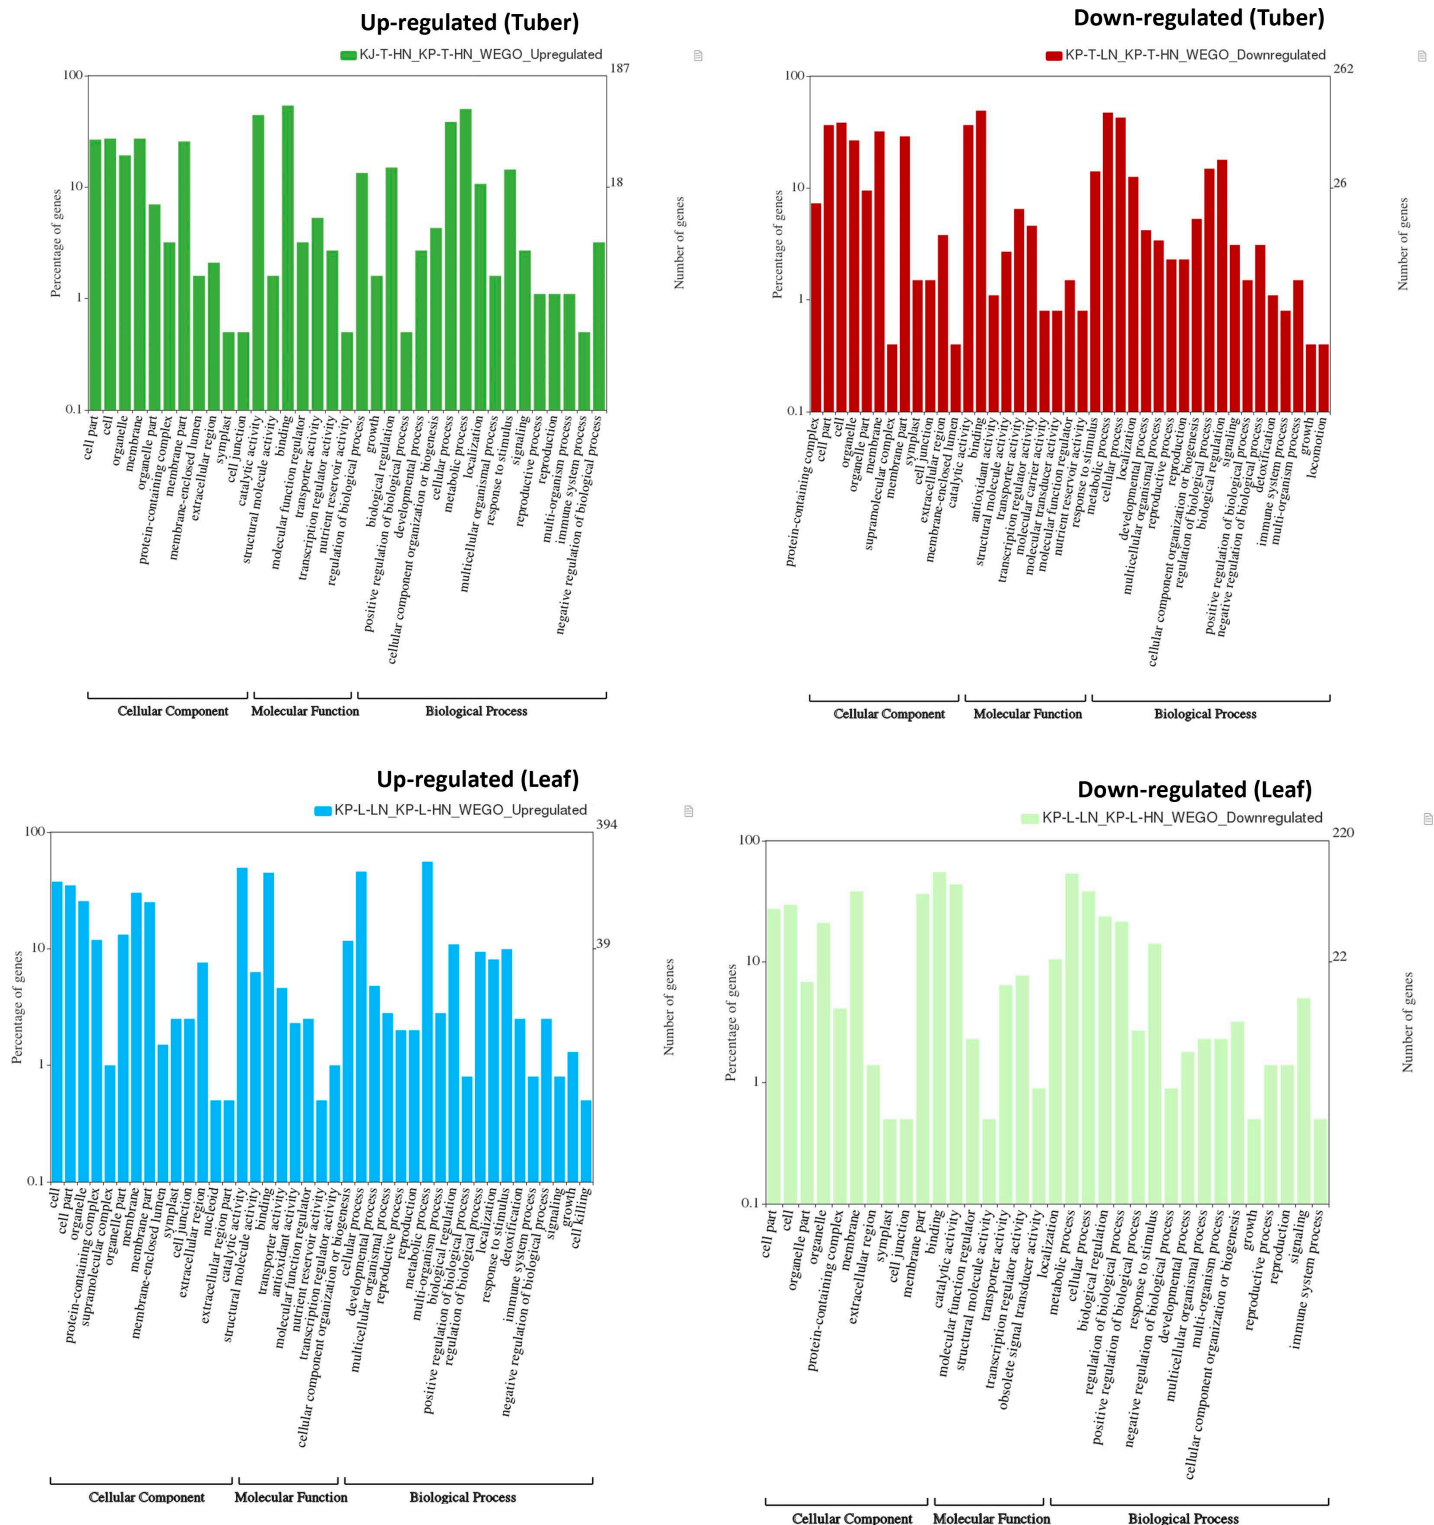 Up-regulated (Tuber)
KJ-T-HN_KP-T-HN_WEGO_Upregulated
187
100
18
10
1
0.1
Percentage of genes
Number of genes
cell part
cell
organelle
membrane
organelle part
protein-containing complex
membrane part
membrane-enclosed lumen
extracellular region
symplast
cell junction
catalytic activity
structural molecule activity
binding
molecular function regulator
transporter activity
transcription regulator activity
nutrient reservoir activity
regulation of biological process
growth
biological regulation
positive regulation of biological process
developmental process
cellular component organization or biogenesis
cellular process
metabolic process
localization
multicellular organismal process
response to stimulus
signaling
reproductive process
reproduction
multi-organism process
immune system process
negative regulation of biological process
Cellular Component
Molecular Function
Biological Process
Down-regulated (Tuber)
KP-T-LN_KP-T-HN_WEGO_Downregulated
262
100
26
10
1
0.1
Percentage of genes
Number of genes
protein-containing complex
cell part
cell
organelle
organelle part
membrane
supramolecular complex
membrane part
symplast
cell junction
extracellular region
membrane-enclosed lumen
catalytic activity
binding
antioxidant activity
structural molecule activity
transporter activity
transcription regulator activity
molecular carrier activity
molecular transducer activity
molecular function regulator
nutrient reservoir activity
response to stimulus
metabolic process
cellular process
localization
developmental process
multicellular organismal process
reproductive process
reproduction
cellular component organization or biogenesis
regulation of biological process
biological regulation
signaling
positive regulation of biological process
negative regulation of biological process
detoxification
immune system process
multi-organism process
growth
locomotion
Cellular Component
Molecular Function
Biological Process
Up-regulated (Leaf)
KP-L-LN_KP-L-HN_WEGO_Upregulated
394
100
39
10
1
0.1
Percentage of genes
Number of genes
cell
cell part
organelle
protein-containing complex
supramolecular complex
organelle part
membrane
membrane part
membrane-enclosed lumen
symplast
cell junction
extracellular region
nucleoid
extracellular region part
catalytic activity
structural molecule activity
binding
transporter activity
antioxidant activity
molecular function regulator
nutrient reservoir activity
transcription regulator activity
cellular component organization or biogenesis
cellular process
developmental process
multicellular organismal process
reproductive process
reproduction
metabolic process
multi-organism process
biological regulation
positive regulation of biological process
regulation of biological process
localization
response to stimulus
detoxification
immune system process
negative regulation of biological process
signaling
growth
cell killing
Cellular Component
Molecular Function
Biological Process
Down-regulated (Leaf)
KP-L-LN_KP-L-HN_WEGO_Downregulated
220
100
22
10
1
0.1
Percentage of genes
Number of genes
cell part
cell
organelle part
organelle
protein-containing complex
membrane
extracellular region
symplast
cell junction
membrane part
binding
catalytic activity
molecular function regulator
structural molecule activity
transporter activity
transcription regulator activity
obsolete signal transducer activity
localization
metabolic process
cellular process
biological regulation
regulation of biological process
positive regulation of biological process
response to stimulus
negative regulation of biological process
developmental process
multicellular organismal process
multi-organism process
cellular component organization or biogenesis
growth
reproductive process
reproduction
signaling
immune system process
Cellular Component
Molecular Function
Biological Process